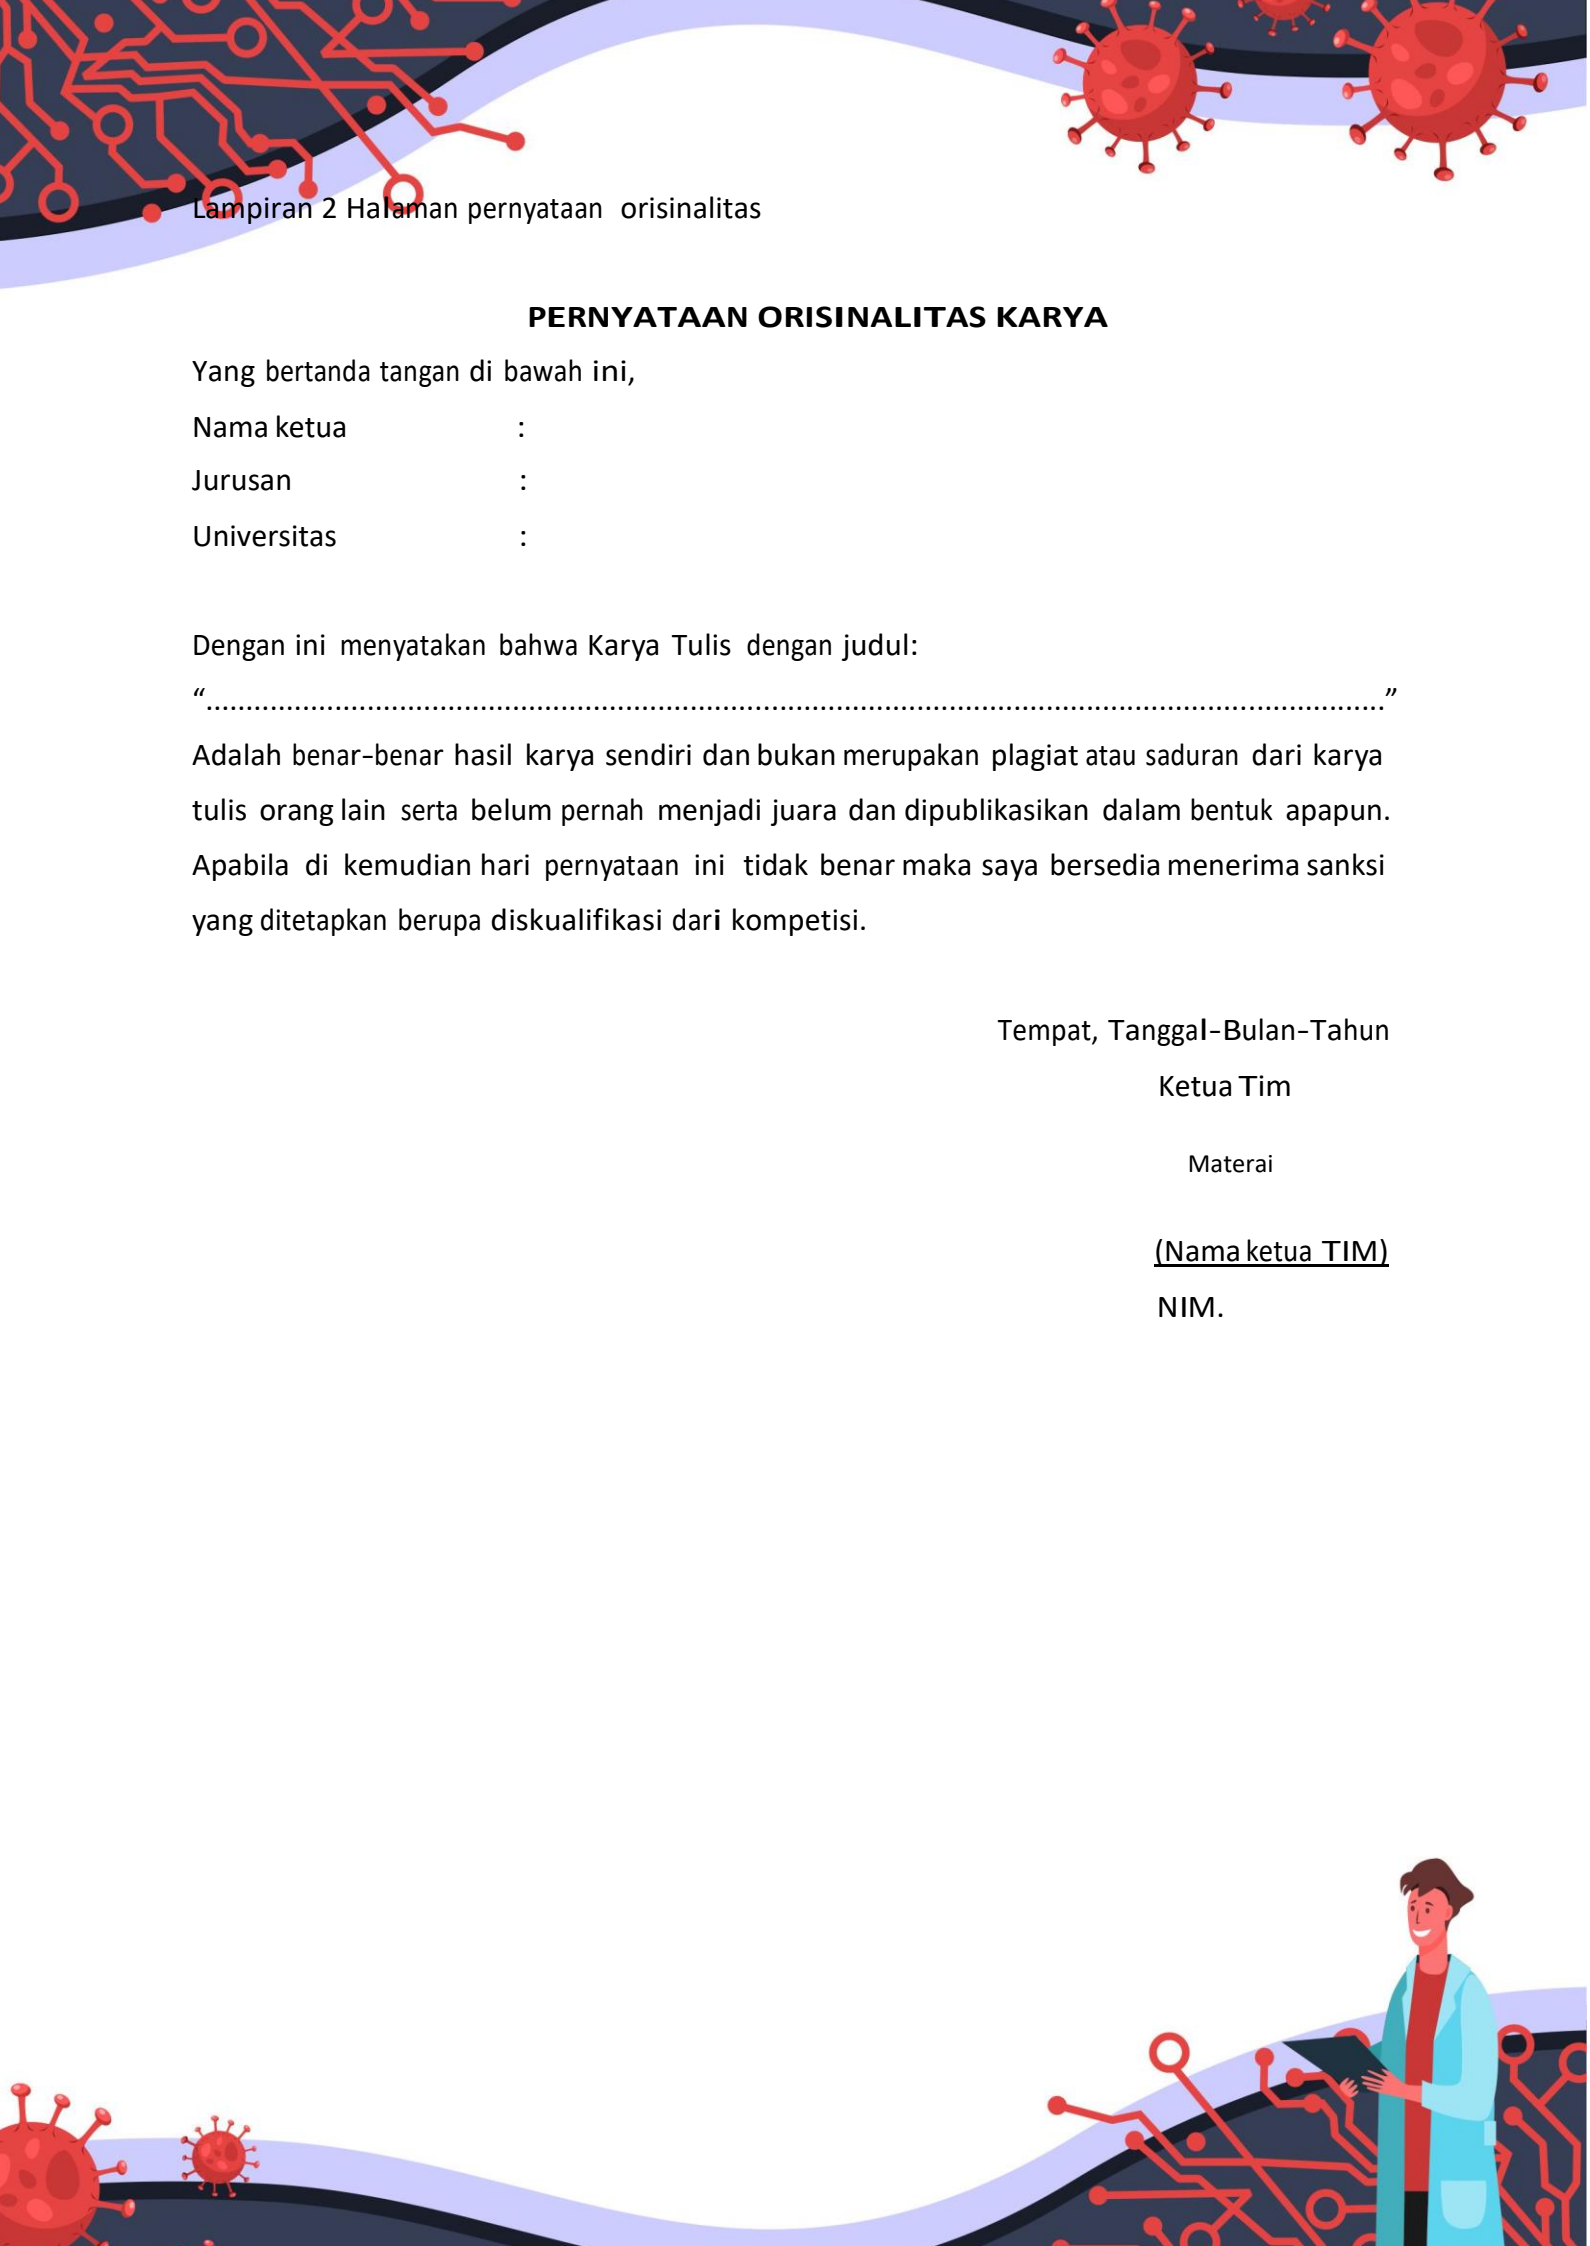 Lampiran 2 Halaman pernyataan orisinalitas
PERNYATAAN ORISINALITAS KARYA
Yang bertanda tangan di bawah ini,
Nama ketua :
Jurusan :
Universitas :
Dengan ini menyatakan bahwa Karya Tulis dengan judul:
“..................................................................................................................................................”
Adalah benar-benar hasil karya sendiri dan bukan merupakan plagiat atau saduran dari karya
tulis orang lain serta belum pernah menjadi juara dan dipublikasikan dalam bentuk apapun.
Apabila di kemudian hari pernyataan ini tidak benar maka saya bersedia menerima sanksi
yang ditetapkan berupa diskualifikasi dari kompetisi.
Tempat, Tanggal-Bulan-Tahun
Ketua Tim
Materai
(Nama ketua TIM)
NIM.